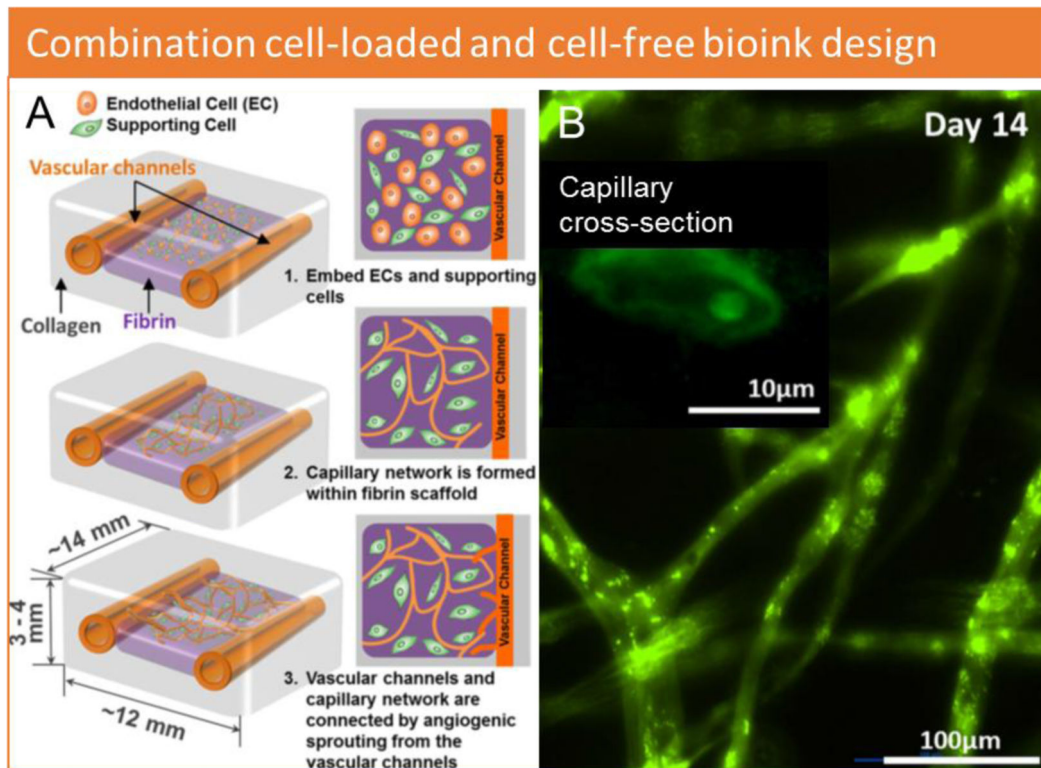 Combination cell-loaded and cell-free bioink design
A
Endothelial Cell (EC)
Supporting Cell
Vascular channels
Collagen
Fibrin
Vascular Channel
1. Embed ECs and supporting
cells
Vascular Channel
2. Capillary network is formed
within fibrin scaffold
~14 mm
3 - 4
mm
~12 mm
Vascular Channel
3. Vascular channels and
capillary network are
connected by angiogenic
sprouting from the
vascular channels
B
Day 14
Capillary
cross-section
10μm
100μm